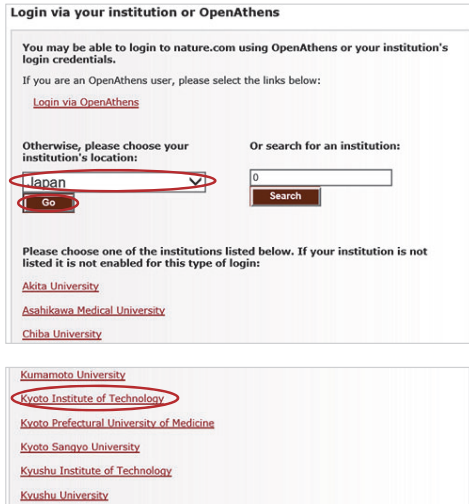 Login via your institution or OpenAthens
You may be able to login to nature.com using OpenAthens or your institution's
login credentials.
If you are an OpenAthens user, please select the links below:
Login via OpenAthens
Otherwise, please choose your
institution's location:
Or search for an institution:
Japan
0
Go
Search
Please choose one of the institutions listed below. If your institution is not
listed it is not enabled for this type of login:
Akita University
Asahikawa Medical University
Chiba University
Kumamoto University
Kyoto Institute of Technology
Kyoto Prefectural University of Medicine
Kyoto Sangyo University
Kyushu Institute of Technology
Kyushu University